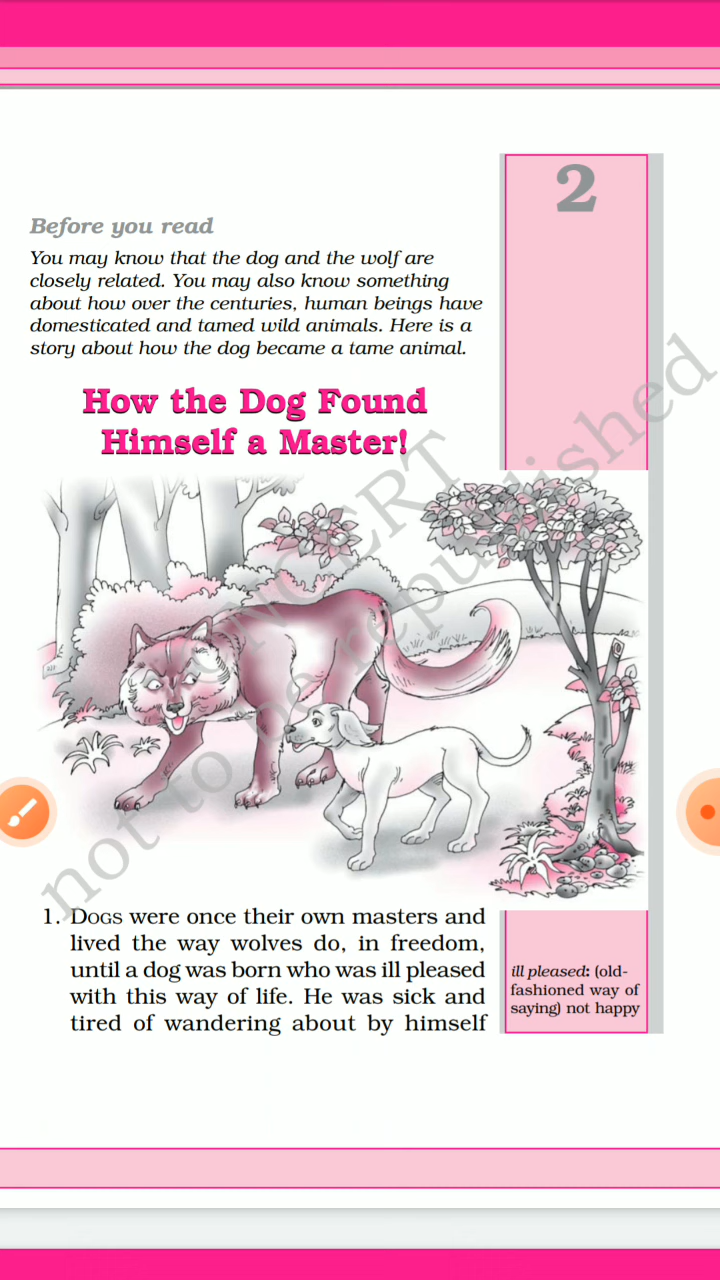 2
Before you read
You may know that the dog and the wolf are
closely related. You may also know something
about how over the centuries, human beings have
domesticated and tamed wild animals. Here is a
story about how the dog became a tame animal.
How the Dog Found
Himself a Master!
© NCERT
not to be republished
1. DOGS were once their own masters and
lived the way wolves do, in freedom,
until a dog was born who was ill pleased
with this way of life. He was sick and
tired of wandering about by himself
ill pleased: (old-
fashioned way of
saying) not happy